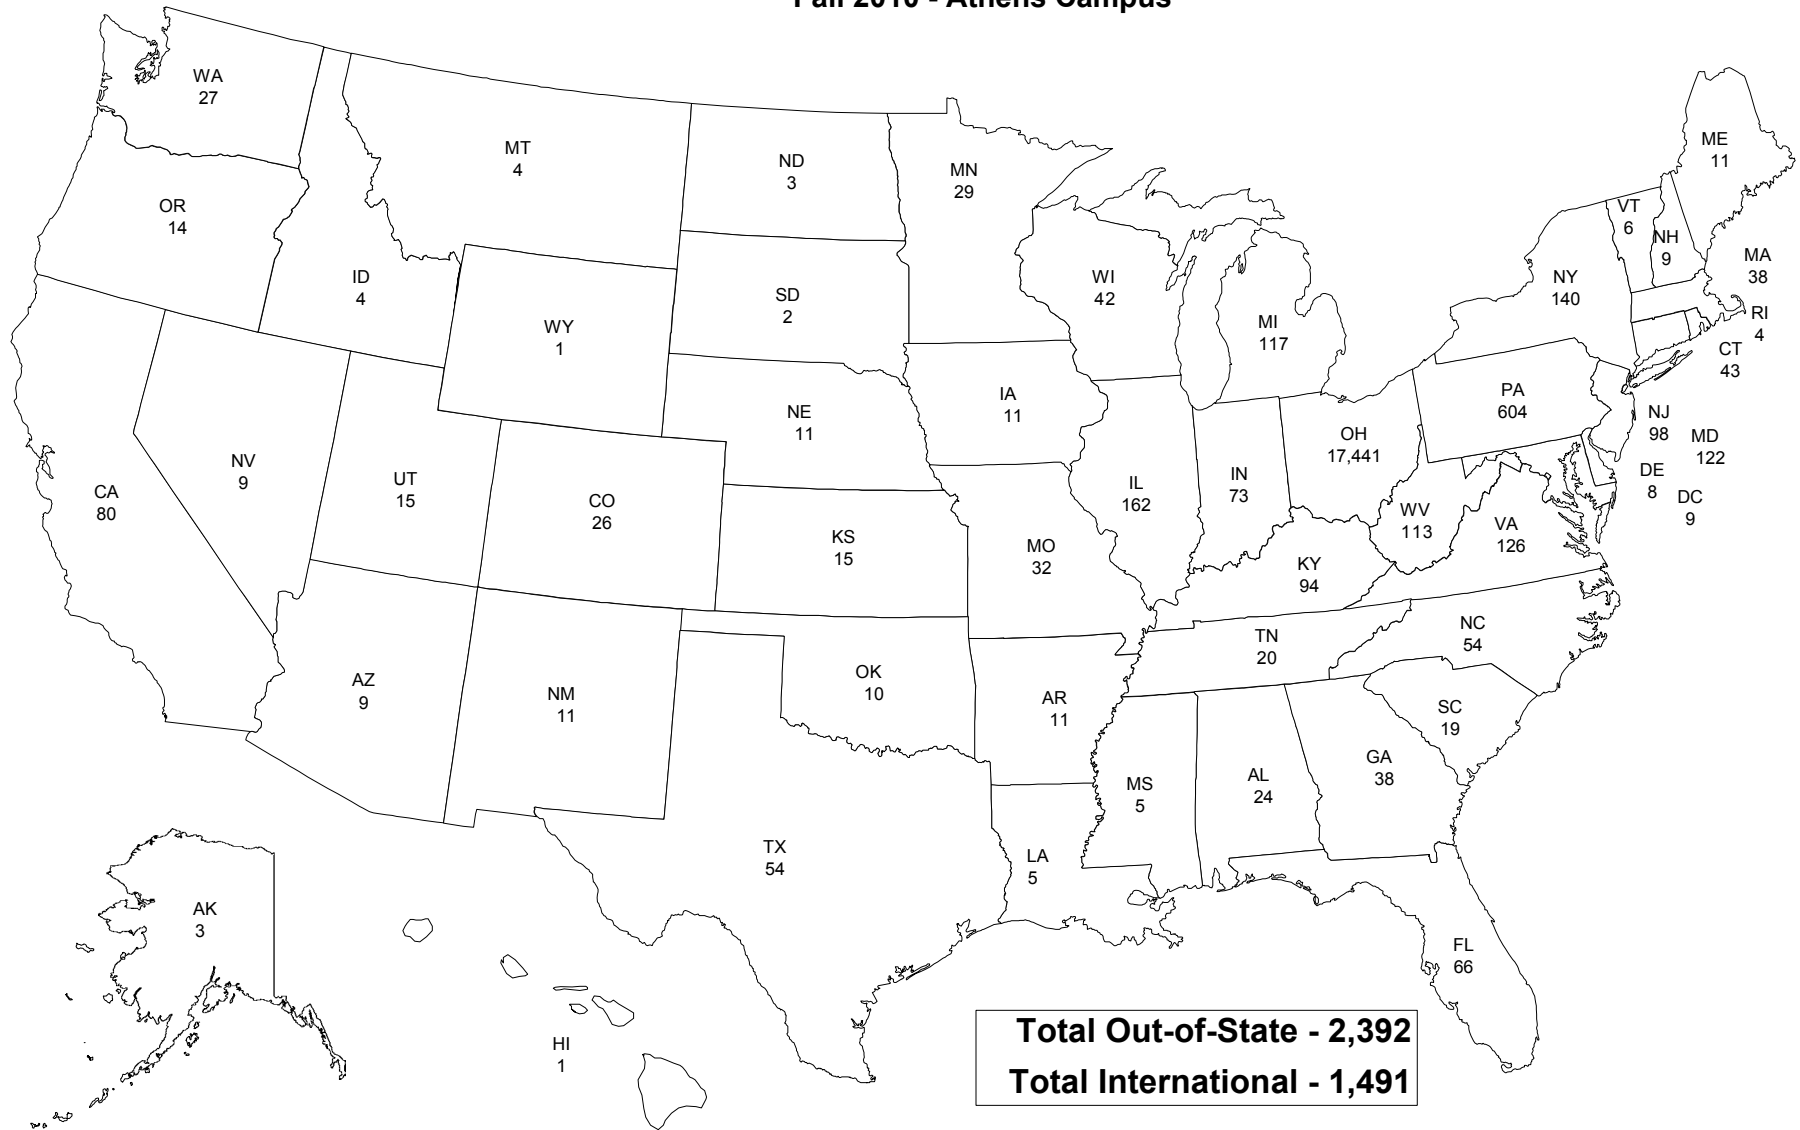 Fall 2010 - Athens Campus
WA
27
MT
4
ND
3
MN
29
ME
11
OR
14
ID
4
WY
1
SD
2
WI
42
MI
117
NY
140
VT
6
NH
9
MA
38
RI
4
CT
43
NE
11
IA
11
PA
604
NJ
98
MD
122
DE
8
DC
9
CA
80
NV
9
UT
15
CO
26
KS
15
MO
32
IL
162
IN
73
OH
17,441
WV
113
VA
126
KY
94
AZ
9
NM
11
OK
10
AR
11
TN
20
NC
54
SC
19
TX
54
LA
5
MS
5
AL
24
GA
38
FL
66
AK
3
HI
1
Total Out-of-State - 2,392
Total International - 1,491